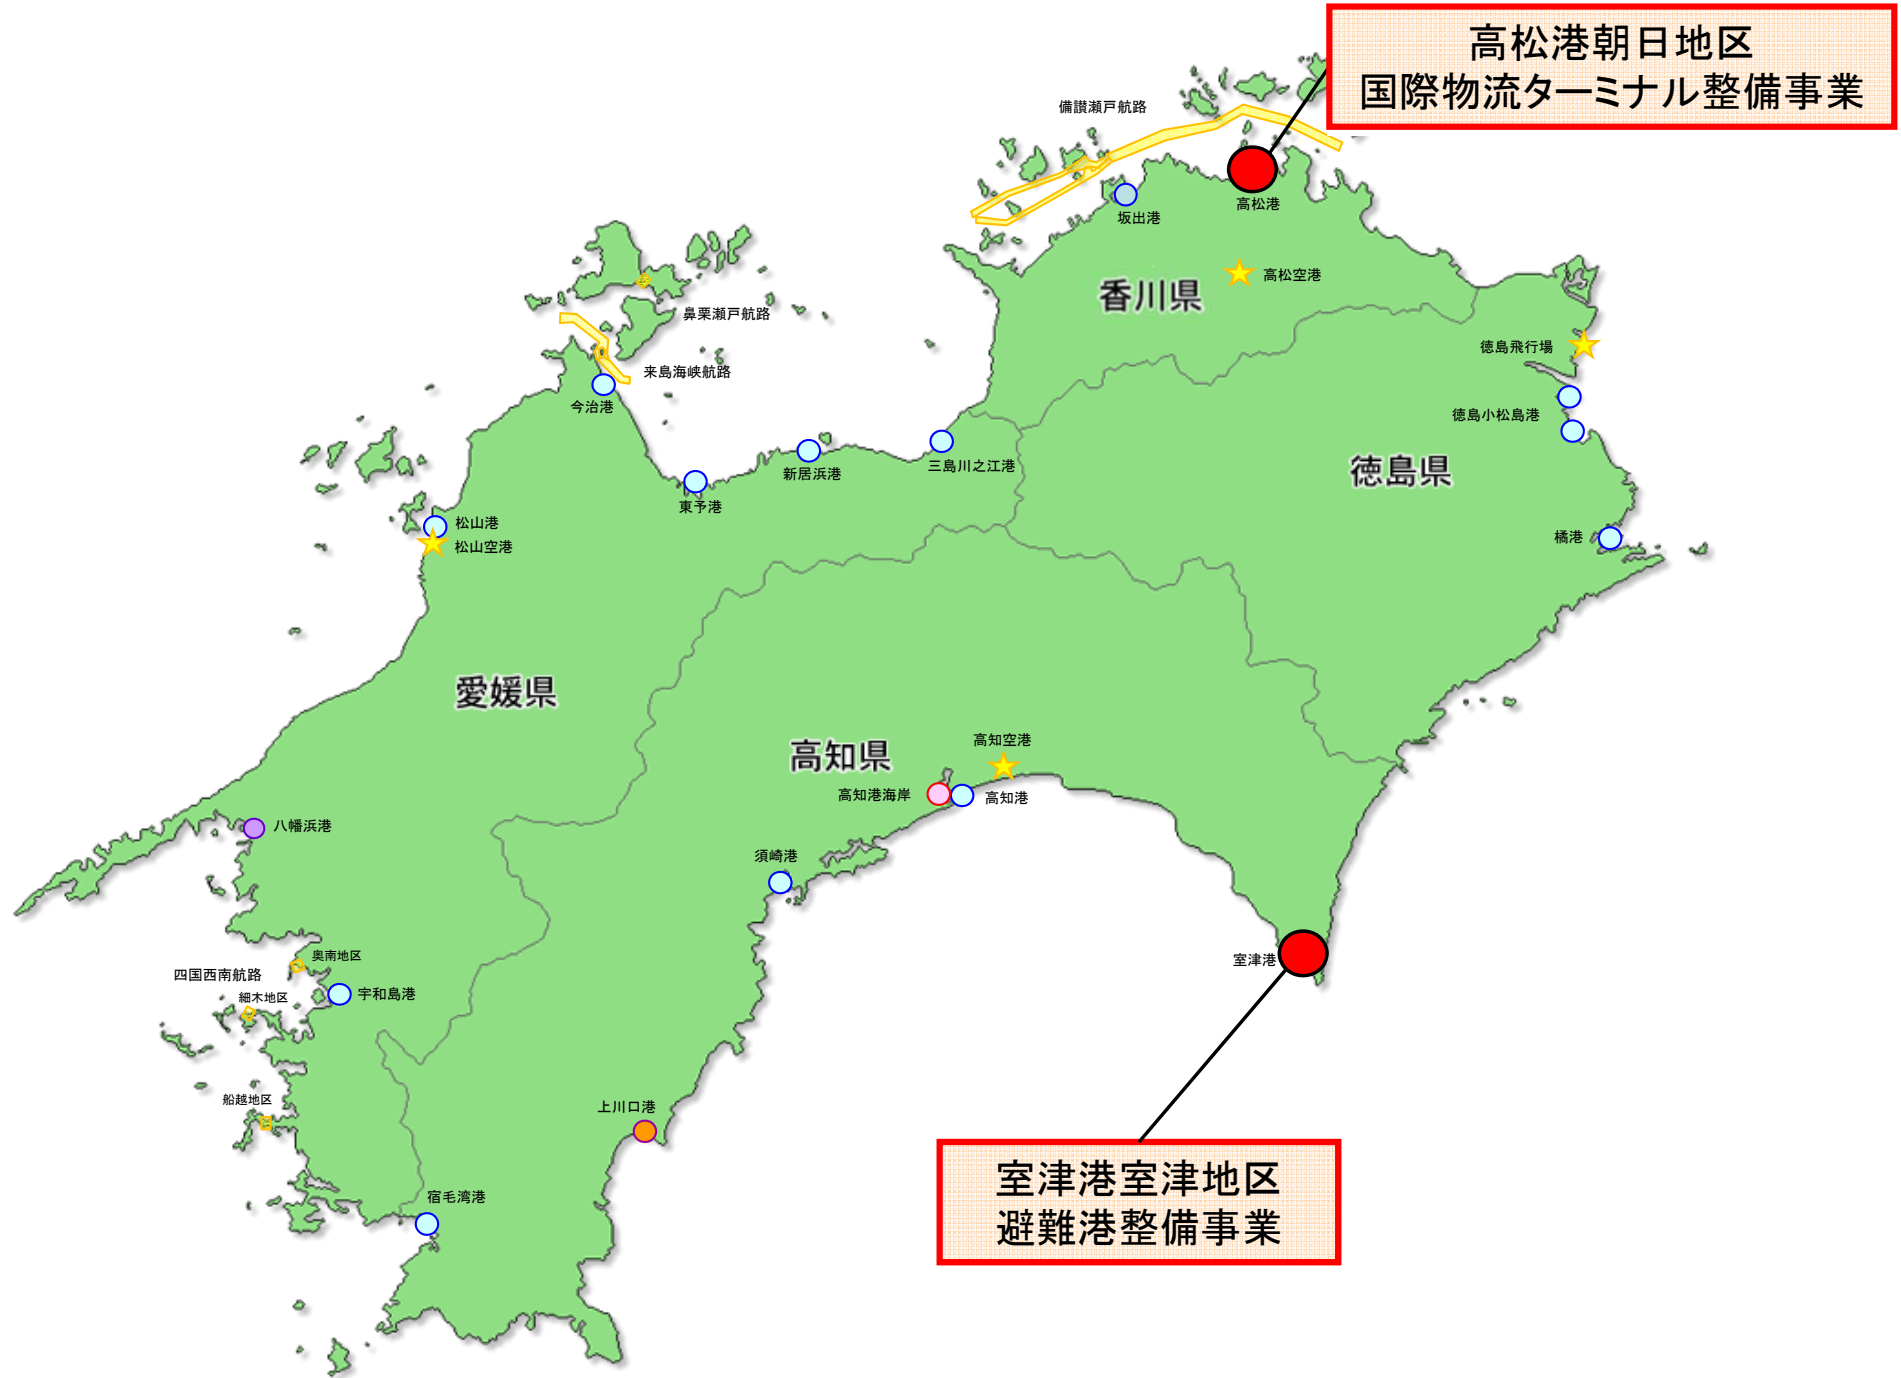 高松港朝日地区
国際物流ターミナル整備事業
備讃瀬戸航路
高松港
坂出港
高松空港
香川県
鼻栗瀬戸航路
徳島飛行場
来島海峡航路
今治港
徳島小松島港
三島川之江港
新居浜港
徳島県
東予港
松山港
松山空港
橘港
愛媛県
高知空港
高知県
高知港海岸
高知港
八幡浜港
須崎港
奥南地区
室津港
四国西南航路
細木地区
宇和島港
船越地区
上川口港
室津港室津地区
避難港整備事業
宿毛湾港